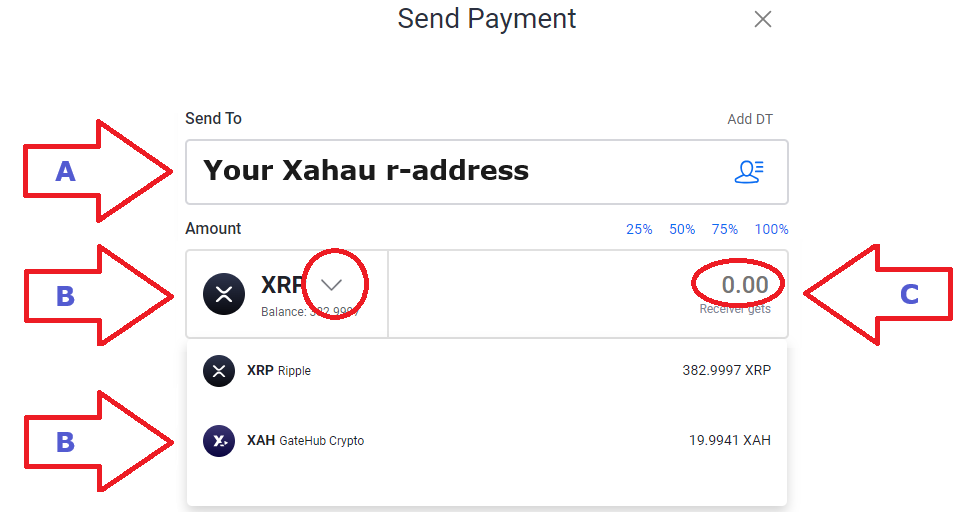 Send Payment
Send To
Add DT
A
Your Xahau r-address
Amount
25% 50% 75% 100%
B
XRP
0.00
C
Balance: 382.9997
Receiver gets
XRP Ripple
382.9997 XRP
B
XAH GateHub Crypto
19.9941 XAH